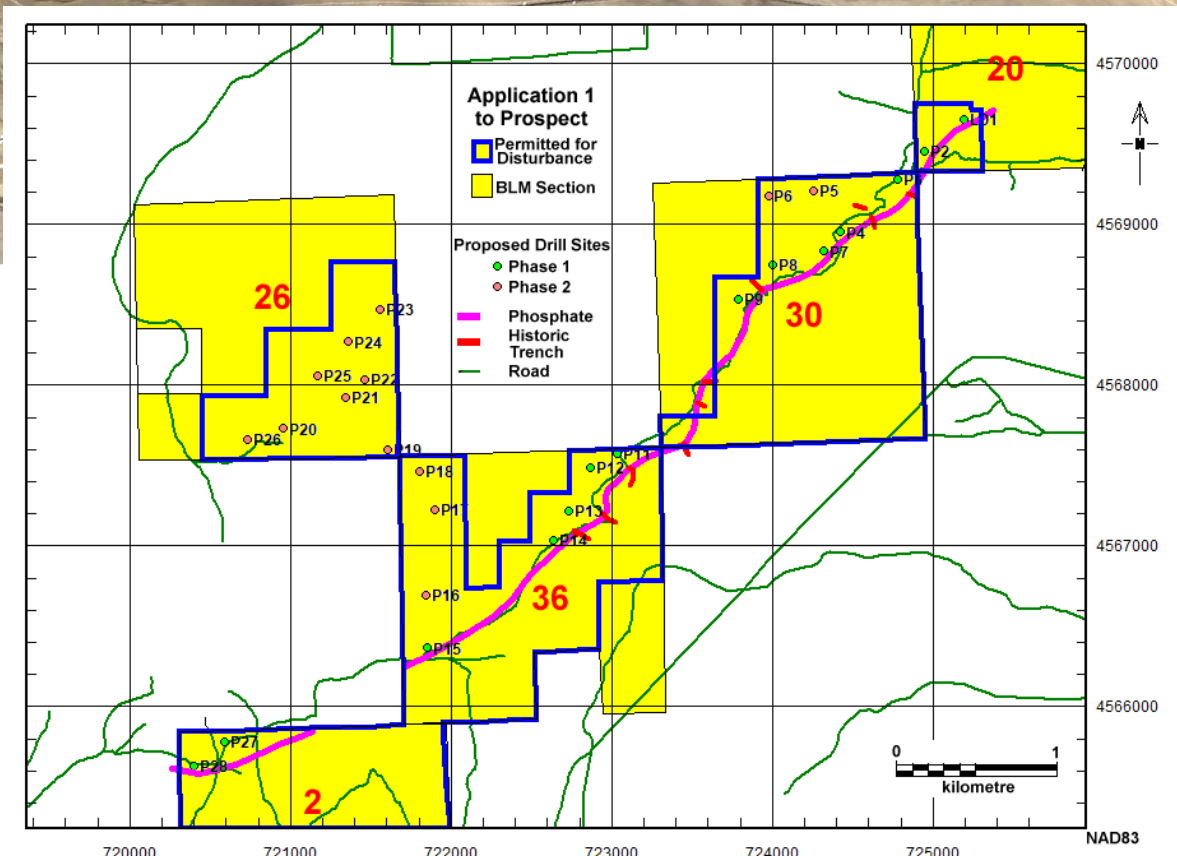 20
4570000
Application 1
to Prospect
Permitted for
Disturbance
BLM Section
L01
P2
N
P6
P5
4569000
P4
P7
P8
P9
Proposed Drill Sites
Phase 1
Phase 2
Phosphate
Historic
Trench
Road
26
30
P23
P24
P25
P22
P21
4568000
P20
P26
P19
P11
P18
P12
P17
P13
P14
4567000
P16
36
P15
4566000
P27
P28
2
0
1
kilometre
NAD83
720000
721000
722000
723000
724000
725000